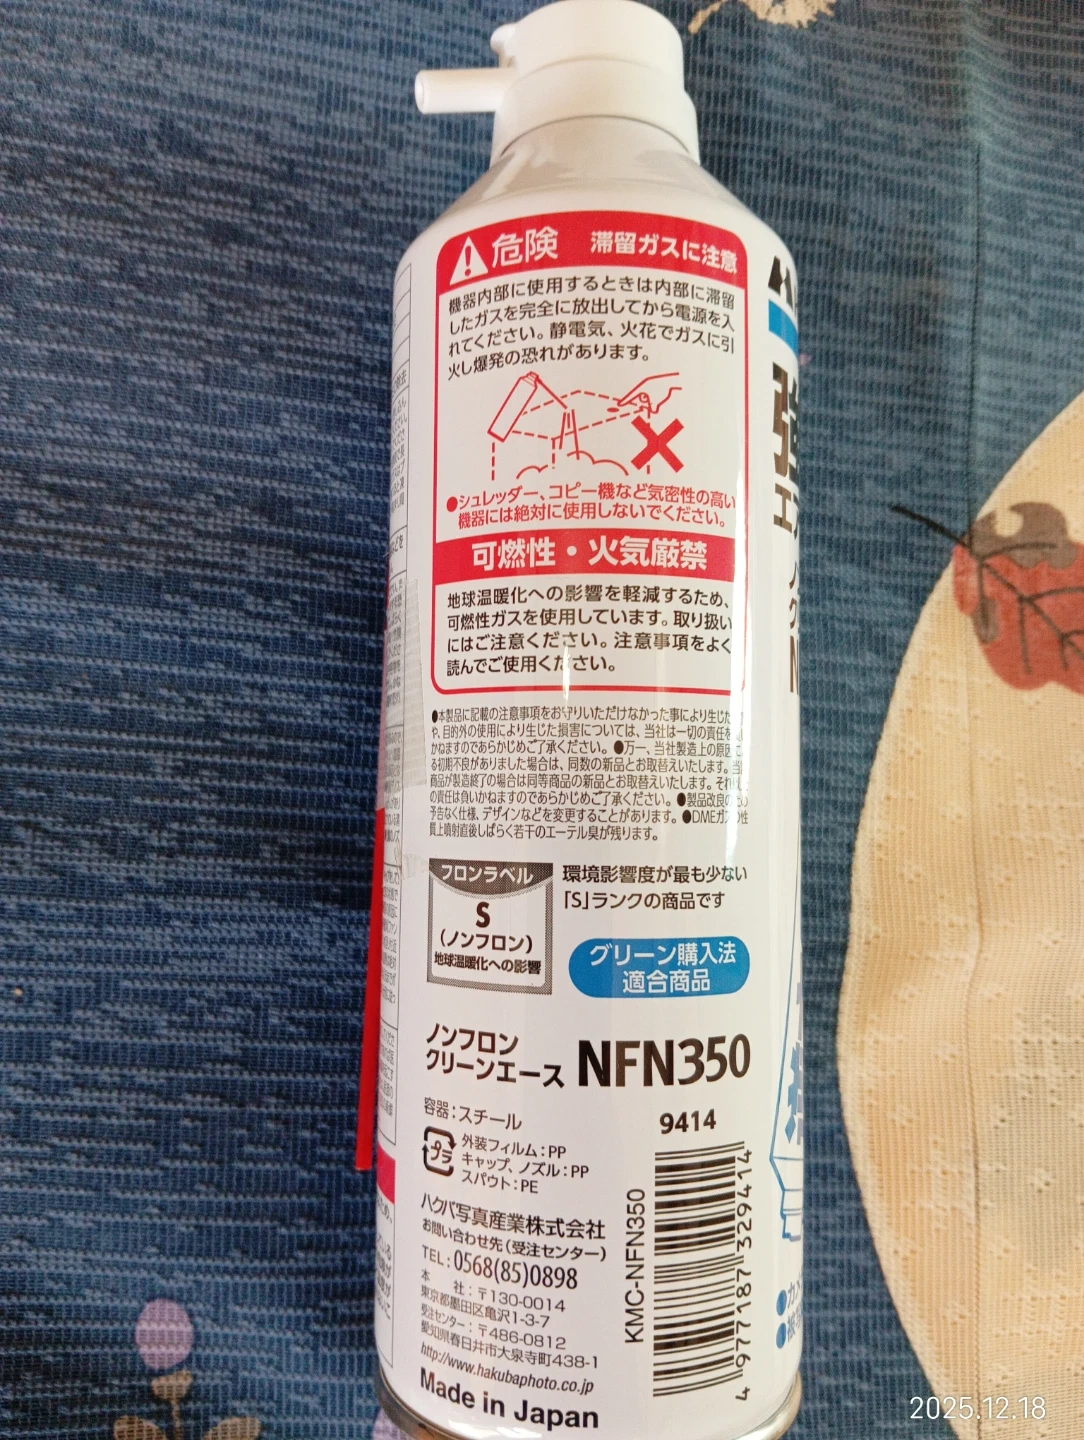 危険 滞留ガスに注意
機器内部に使用するときは内部に滞留
したガスを完全に放出してから電源を入
れてください。静電気、火花でガスに引
火し爆発の恐れがあります。
●シュレッダー、コピー機など気密性の高い
機器には絶対に使用しないでください。
可燃性・火気厳禁
地球温暖化への影響を軽減するため、
可燃性ガスを使用しています。取り扱い
にはご注意ください。注意事項をよく
読んでご使用ください。
●本製品に記載の注意事項をお守りいただけなかった事により生じた
や、目的外の使用により生じた損害については、当社は一切の責任を
かねますのであらかじめご了承ください。●万一、当社製造上の原因に
る初期不良がありました場合は、同数の新品とお取替えいたします。当
商品が製造終了の場合は同等商品の新品とお取替えいたします。それ
の責任は負いかねますのであらかじめご了承ください。●製品改良の
予告なく仕様、デザインなどを変更することがあります。●DMEガスの性
質上噴射直後しばらく若干のエーテル臭が残ります。
フロンラベル
S
(ノンフロン)
地球温暖化への影響
環境影響度が最も少ない
「S」ランクの商品です
グリーン購入法
適合商品
ノンフロン
クリーンエース NFN350
容器:スチール
9414
プラ
外装フィルム:PP
キャップ、ノズル:PP
スパウト:PE
ハクバ写真産業株式会社
お問い合わせ先(受注センター)
TEL:0568(85)0898
本 社:〒130-0014
東京都墨田区亀沢1-3-7
受注センター:〒486-0812
愛知県春日井市大泉寺町438-1
http://www.hakubaphoto.co.jp
Made in Japan
KMC-NFN350
4 977187 329414
強
エ
2025.12.18